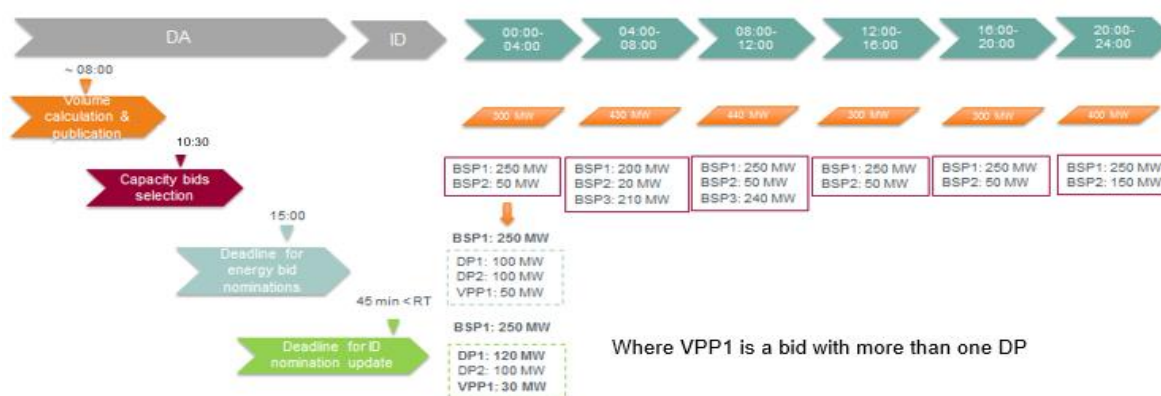 DA
ID
00:00-
04:00
04:00-
08:00
08:00-
12:00
12:00-
16:00
16:00-
20:00
20:00-
24:00
~ 08:00
Volume
calculation &
publication
300 MW
430 MW
440 MW
300 MW
300 MW
400 MW
10:30
Capacity bids
selection
BSP1: 250 MW
BSP2: 50 MW
BSP1: 200 MW
BSP2: 20 MW
BSP3: 210 MW
BSP1: 250 MW
BSP2: 50 MW
BSP3: 240 MW
BSP1: 250 MW
BSP2: 50 MW
BSP1: 250 MW
BSP2: 50 MW
BSP1: 250 MW
BSP2: 150 MW
15:00
Deadline for
energy bid
nominations
BSP1: 250 MW
DP1: 100 MW
DP2: 100 MW
VPP1: 50 MW
45 min < RT
Deadline for ID
nomination update
BSP1: 250 MW
DP1: 120 MW
DP2: 100 MW
VPP1: 30 MW
Where VPP1 is a bid with more than one DP